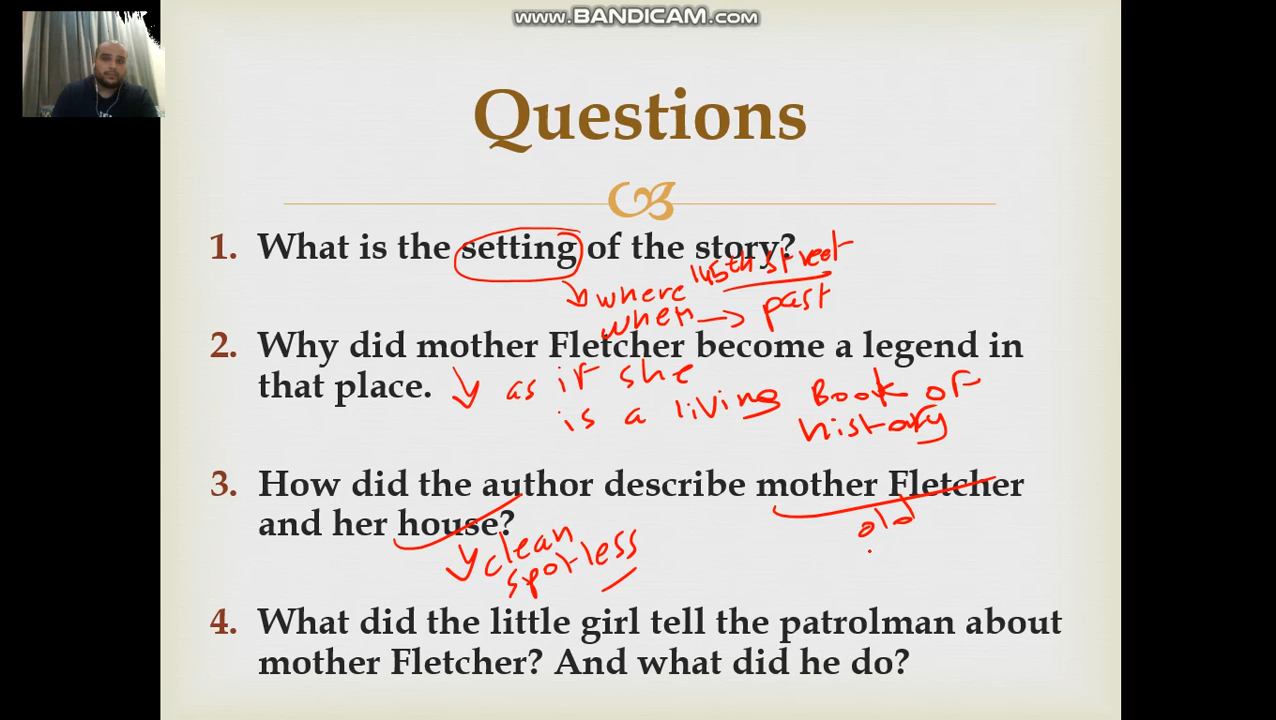 www.BANDICAM.com
Questions
1. What is the setting of the story?
145th street
where
when → past
2. Why did mother Fletcher become a legend in
that place.
as if she
is a living Book of
history
3. How did the author describe mother Fletcher
and her house?
old
clean
spotless
4. What did the little girl tell the patrolman about
mother Fletcher? And what did he do?